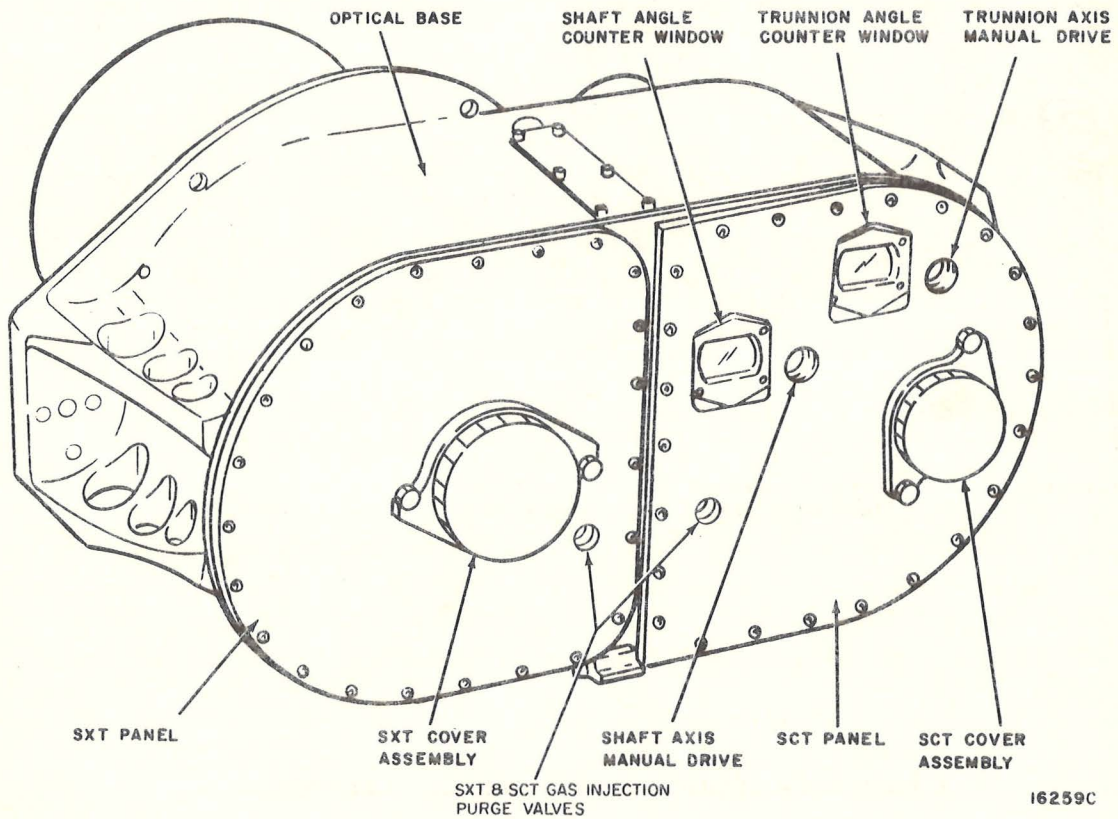 OPTICAL BASE
SHAFT ANGLE
COUNTER WINDOW
TRUNNION ANGLE
COUNTER WINDOW
TRUNNION AXIS
MANUAL DRIVE
SXT PANEL
SXT COVER
ASSEMBLY
SHAFT AXIS
MANUAL DRIVE
SCT PANEL
SCT COVER
ASSEMBLY
SXT & SCT GAS INJECTION
PURGE VALVES
16259C